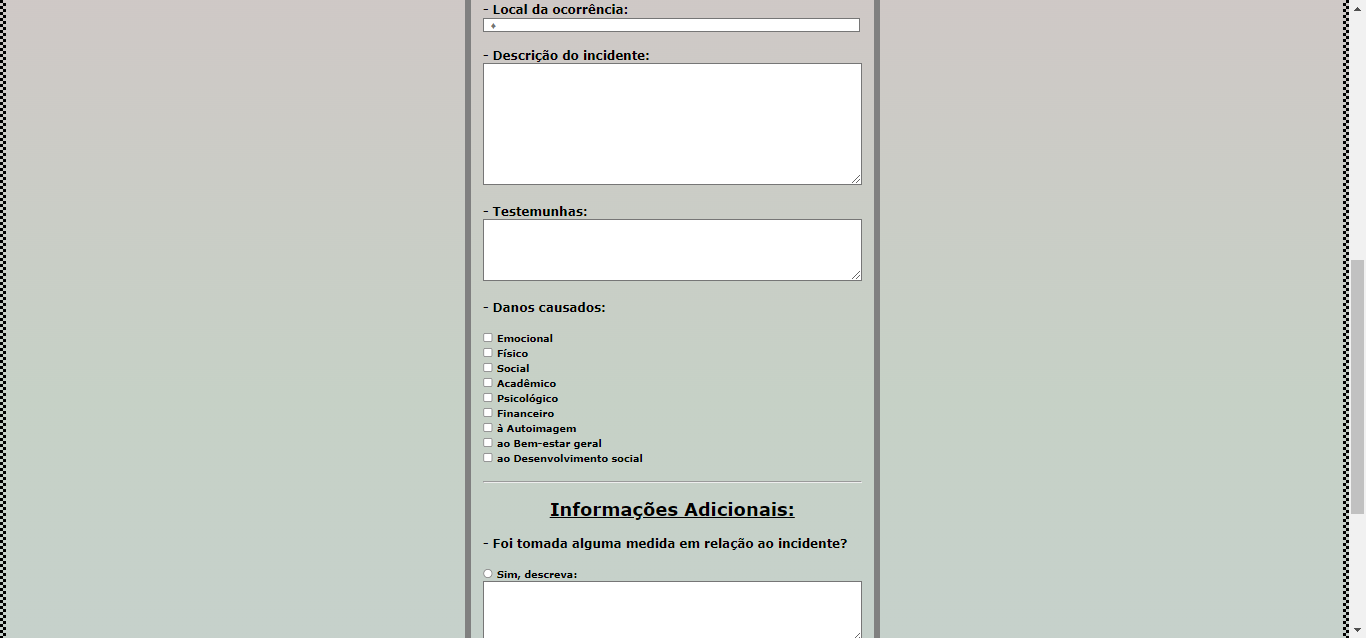 - Local da ocorrência:
- Descrição do incidente:
- Testemunhas:
- Danos causados:
Emocional
Físico
Social
Acadêmico
Psicológico
Financeiro
à Autoimagem
ao Bem-estar geral
ao Desenvolvimento social
Informações Adicionais:
- Foi tomada alguma medida em relação ao incidente?
Sim, descreva: